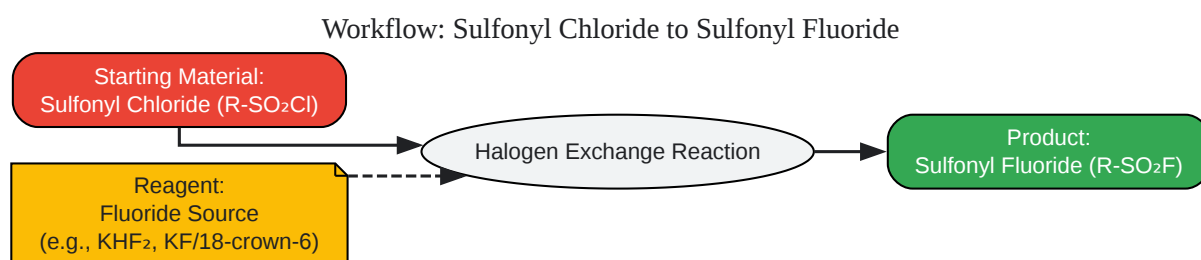 Workflow: Sulfonyl Chloride to Sulfonyl Fluoride
Starting Material:
Sulfonyl Chloride (R-SO₂Cl)
Reagent:
Fluoride Source
(e.g., KHF₂, KF/18-crown-6)
Halogen Exchange Reaction
Product:
Sulfonyl Fluoride (R-SO₂F)